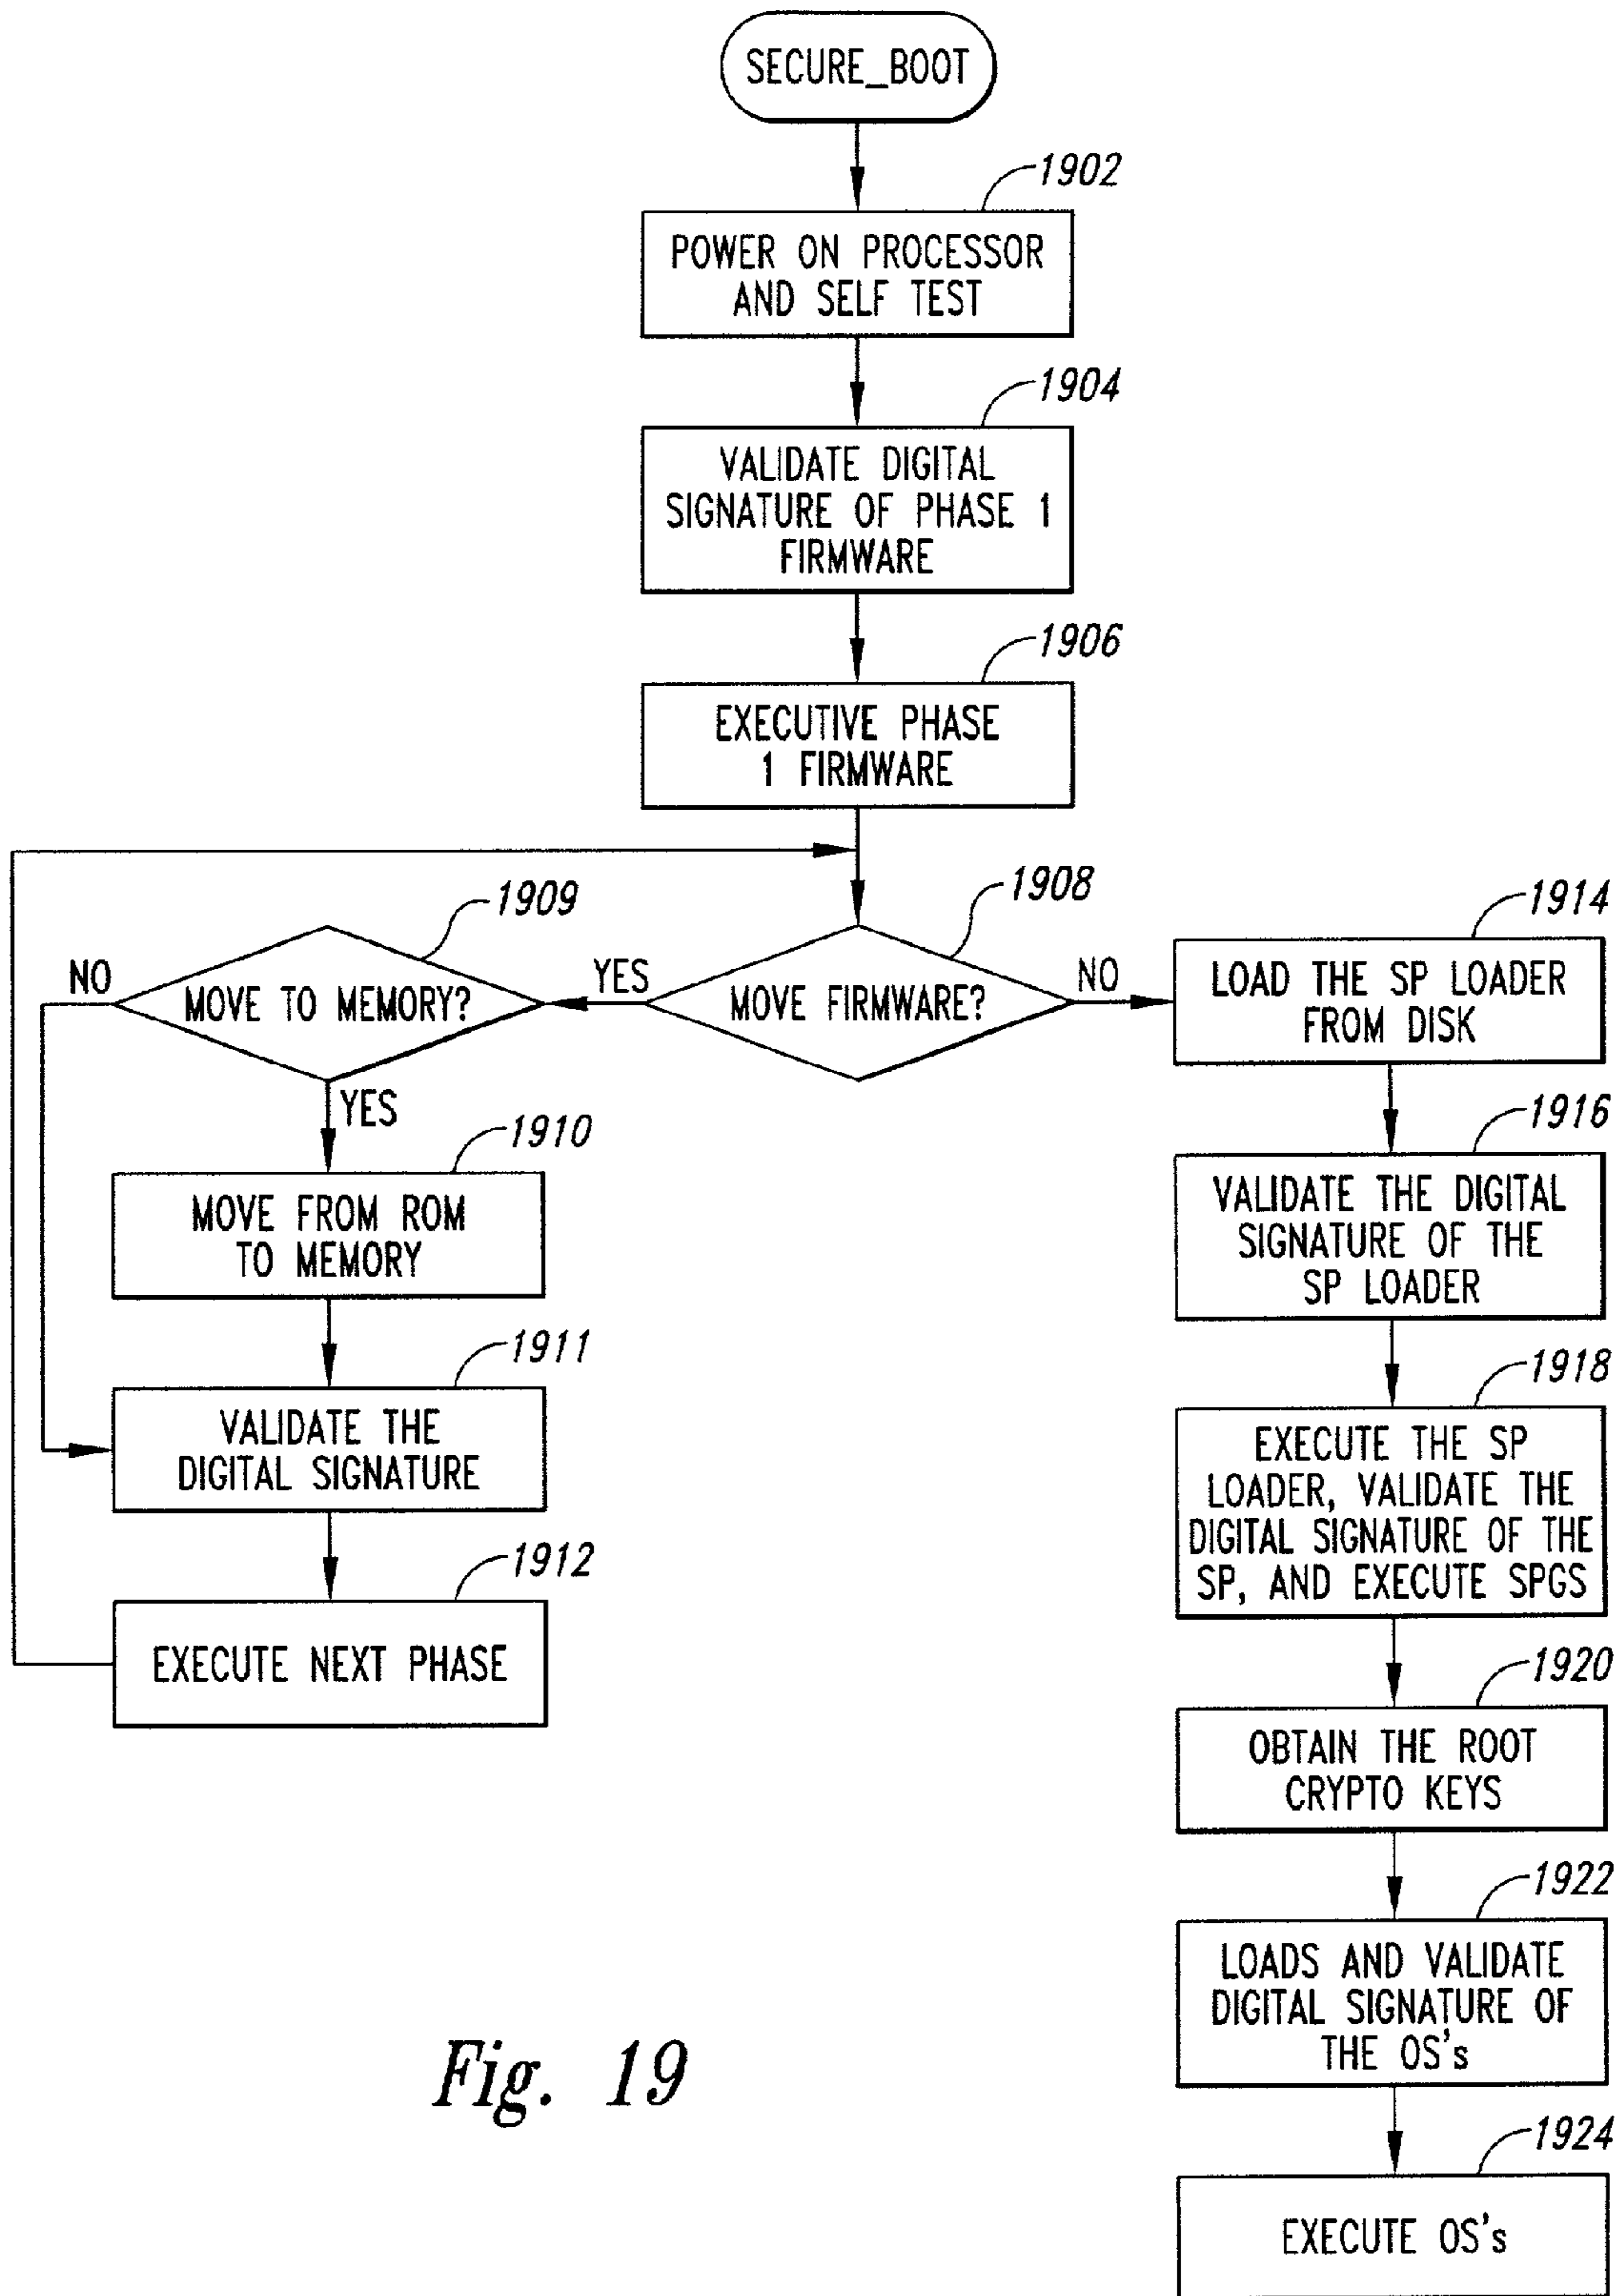 SECURE_BOOT
1902
POWER ON PROCESSOR
AND SELF TEST
1904
VALIDATE DIGITAL
SIGNATURE OF PHASE 1
FIRMWARE
1906
EXECUTIVE PHASE
1 FIRMWARE
1908
MOVE FIRMWARE?
YES
NO
1909
MOVE TO MEMORY?
NO
YES
1910
MOVE FROM ROM
TO MEMORY
1911
VALIDATE THE
DIGITAL SIGNATURE
1912
EXECUTE NEXT PHASE
1914
LOAD THE SP LOADER
FROM DISK
1916
VALIDATE THE DIGITAL
SIGNATURE OF THE
SP LOADER
1918
EXECUTE THE SP
LOADER, VALIDATE THE
DIGITAL SIGNATURE OF THE
SP, AND EXECUTE SPGS
1920
OBTAIN THE ROOT
CRYPTO KEYS
1922
LOADS AND VALIDATE
DIGITAL SIGNATURE OF
THE OS's
1924
EXECUTE OS's
Fig. 19